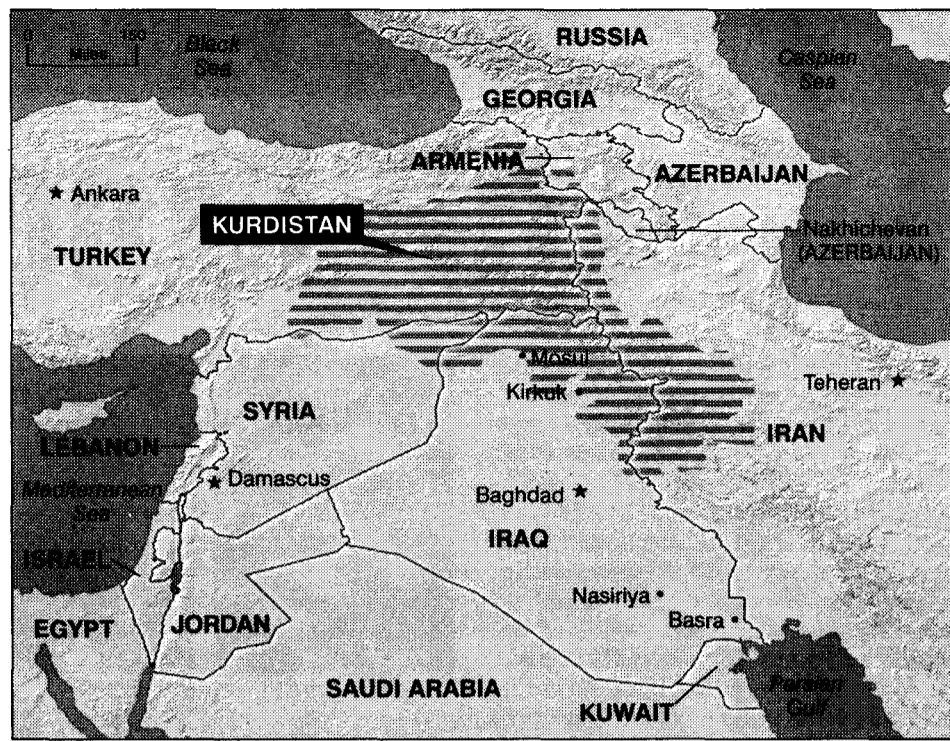 0 150
Miles
Black
Sea
RUSSIA
Caspian
Sea
GEORGIA
ARMENIA
AZERBAIJAN
Ankara
KURDISTAN
Nakhichevan
(AZERBAIJAN)
TURKEY
Mosul
Kirkuk
Teheran
SYRIA
IRAN
LEBANON
Damascus
Mediterranean
Sea
Baghdad
IRAQ
ISRAEL
Nasiriya
EGYPT
JORDAN
Basra
SAUDI ARABIA
KUWAIT
Persian
Gulf